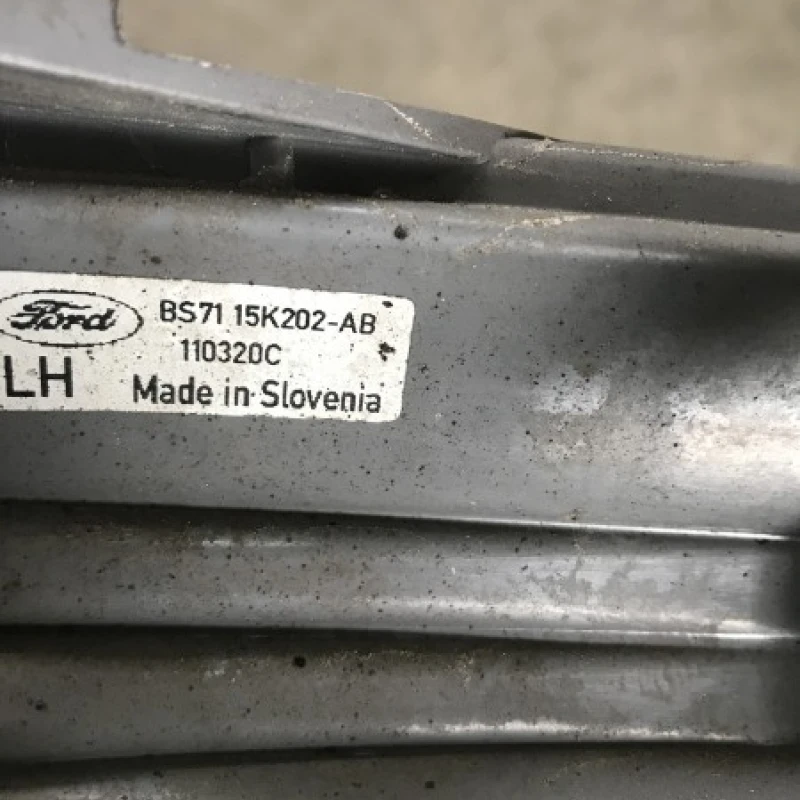 Ford
BS71 15K202-AB
110320C
LH
Made in Slovenia